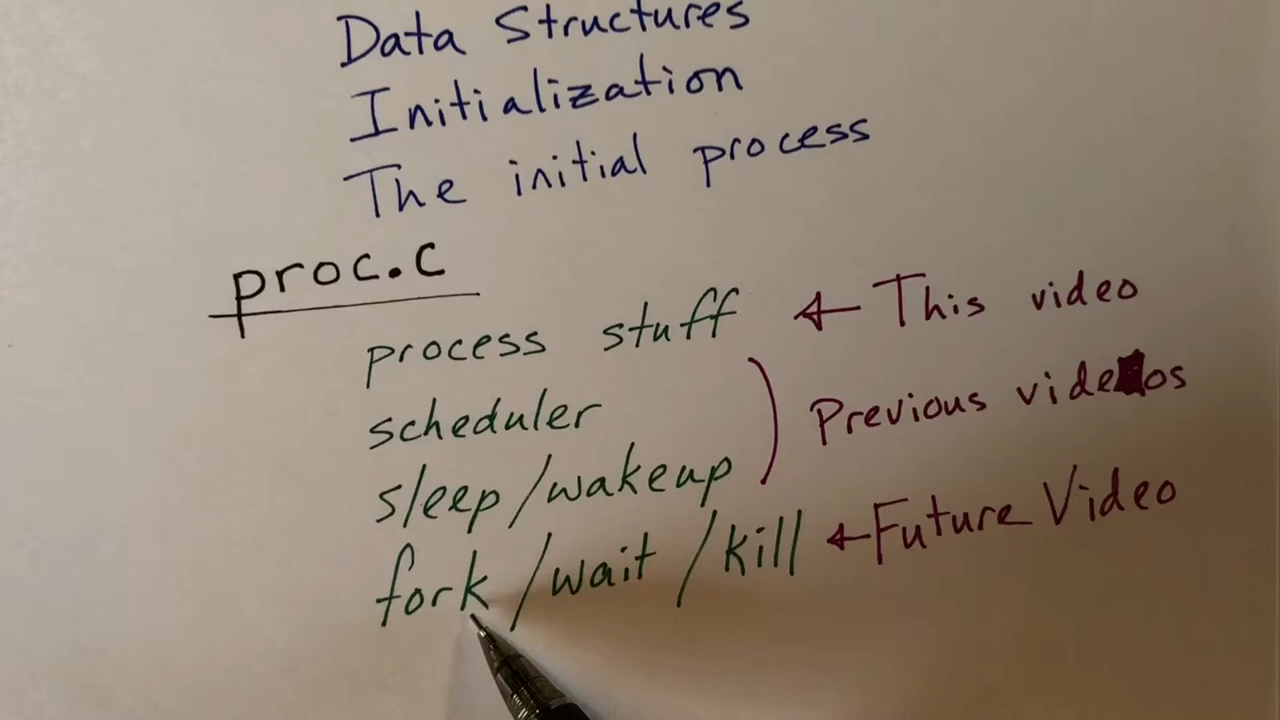 Data Structures
Initialization
The initial process
proc.c
process stuff ← This video
scheduler
Previous videos
sleep/wakeup
fork/wait/kill ← Future Video